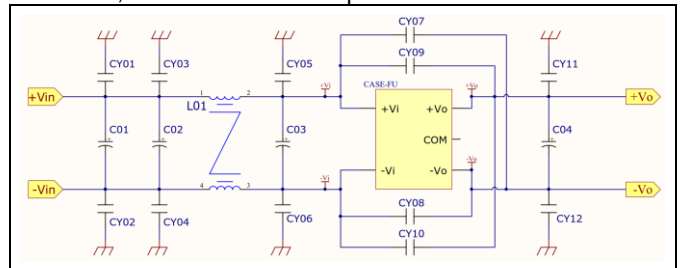 CY07
CY01 CY03 CY05 CY09 CY11
+Vin 1 2 +Vi CASE-FU +Vo +Vo
L01 +Vi +Vo
C01 C02 C03 COM C04
-Vi -Vo
-Vin 4 3 -Vi -Vo -Vo
CY02 CY04 CY06 CY08 CY12
CY10